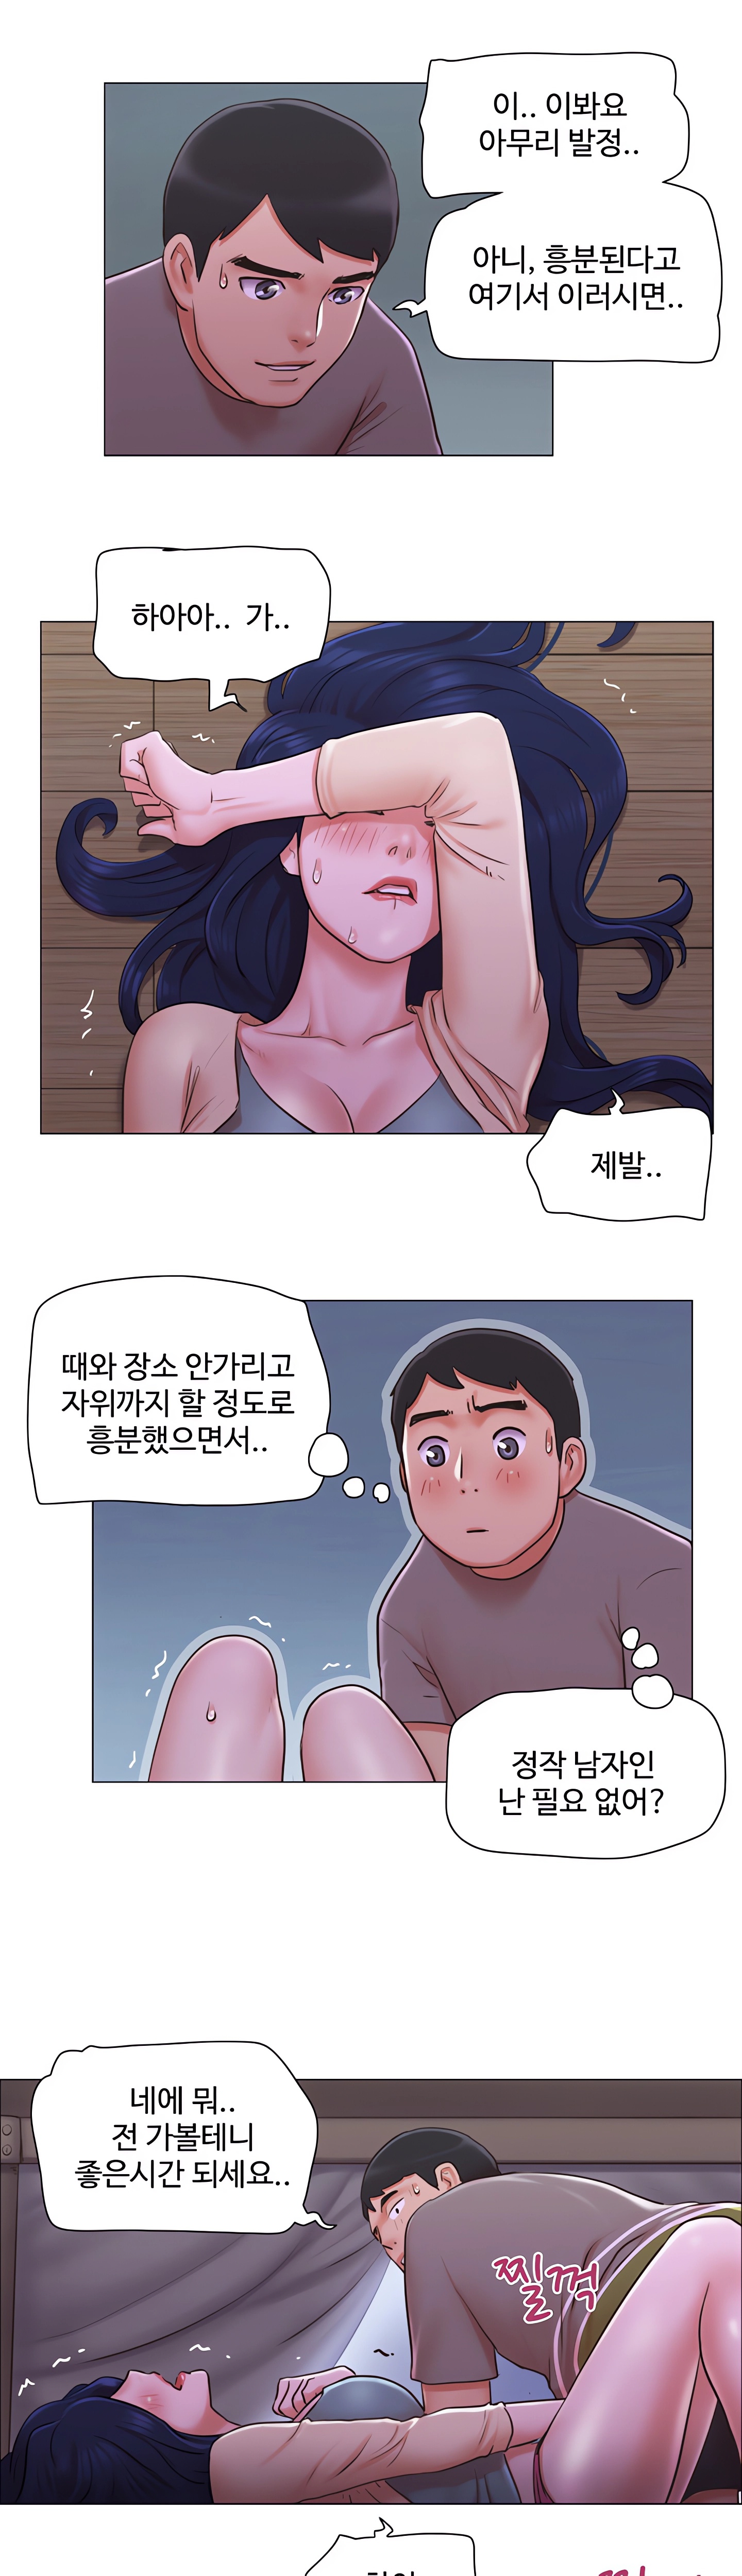 이.. 이봐요
아무리 발정..
아니, 흥분된다고
여기서 이러시면..
하아아.. 가..
제발..
때와 장소 안가리고
자위까지 할 정도로
흥분했으면서..
정작 남자인
난 필요 없어?
네에 뭐..
전 가볼테니
좋은시간 되세요..
찔꺽